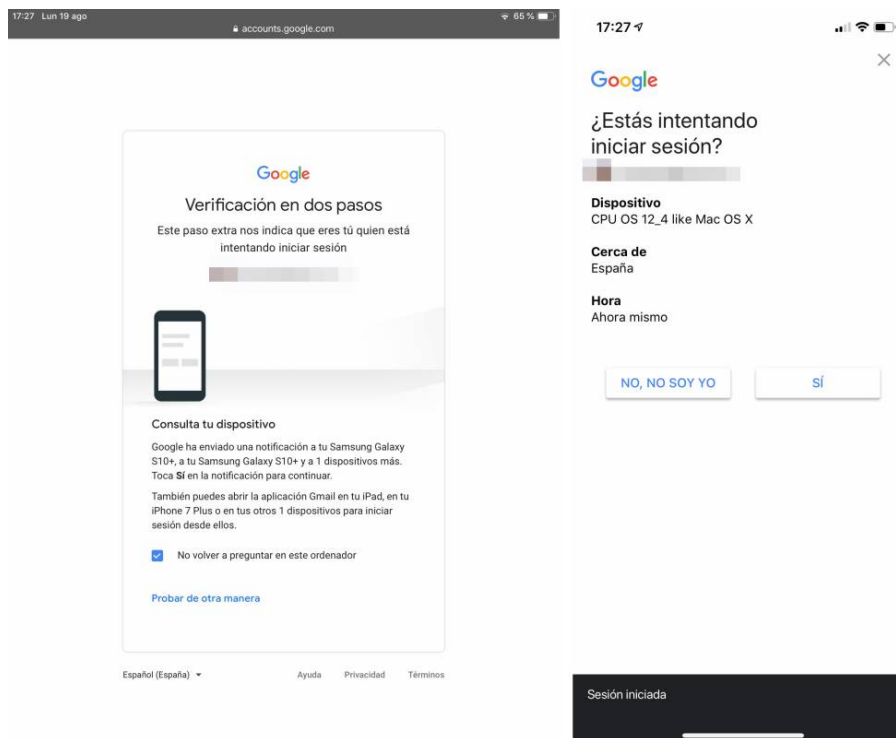 17:27 Lun 19 ago
accounts.google.com
65 %
Google
Verificación en dos pasos
Este paso extra nos indica que eres tú quien está
intentando iniciar sesión
Consulta tu dispositivo
Google ha enviado una notificación a tu Samsung Galaxy
S10+, a tu Samsung Galaxy S10+ y a 1 dispositivos más.
Toca Sí en la notificación para continuar.
También puedes abrir la aplicación Gmail en tu iPad, en tu
iPhone 7 Plus o en tus otros 1 dispositivos para iniciar
sesión desde ellos.
No volver a preguntar en este ordenador
Probar de otra manera
Español (España)
Ayuda
Privacidad
Términos
17:27
Google
¿Estás intentando
iniciar sesión?
Dispositivo
CPU OS 12_4 like Mac OS X
Cerca de
España
Hora
Ahora mismo
NO, NO SOY YO
SÍ
Sesión iniciada